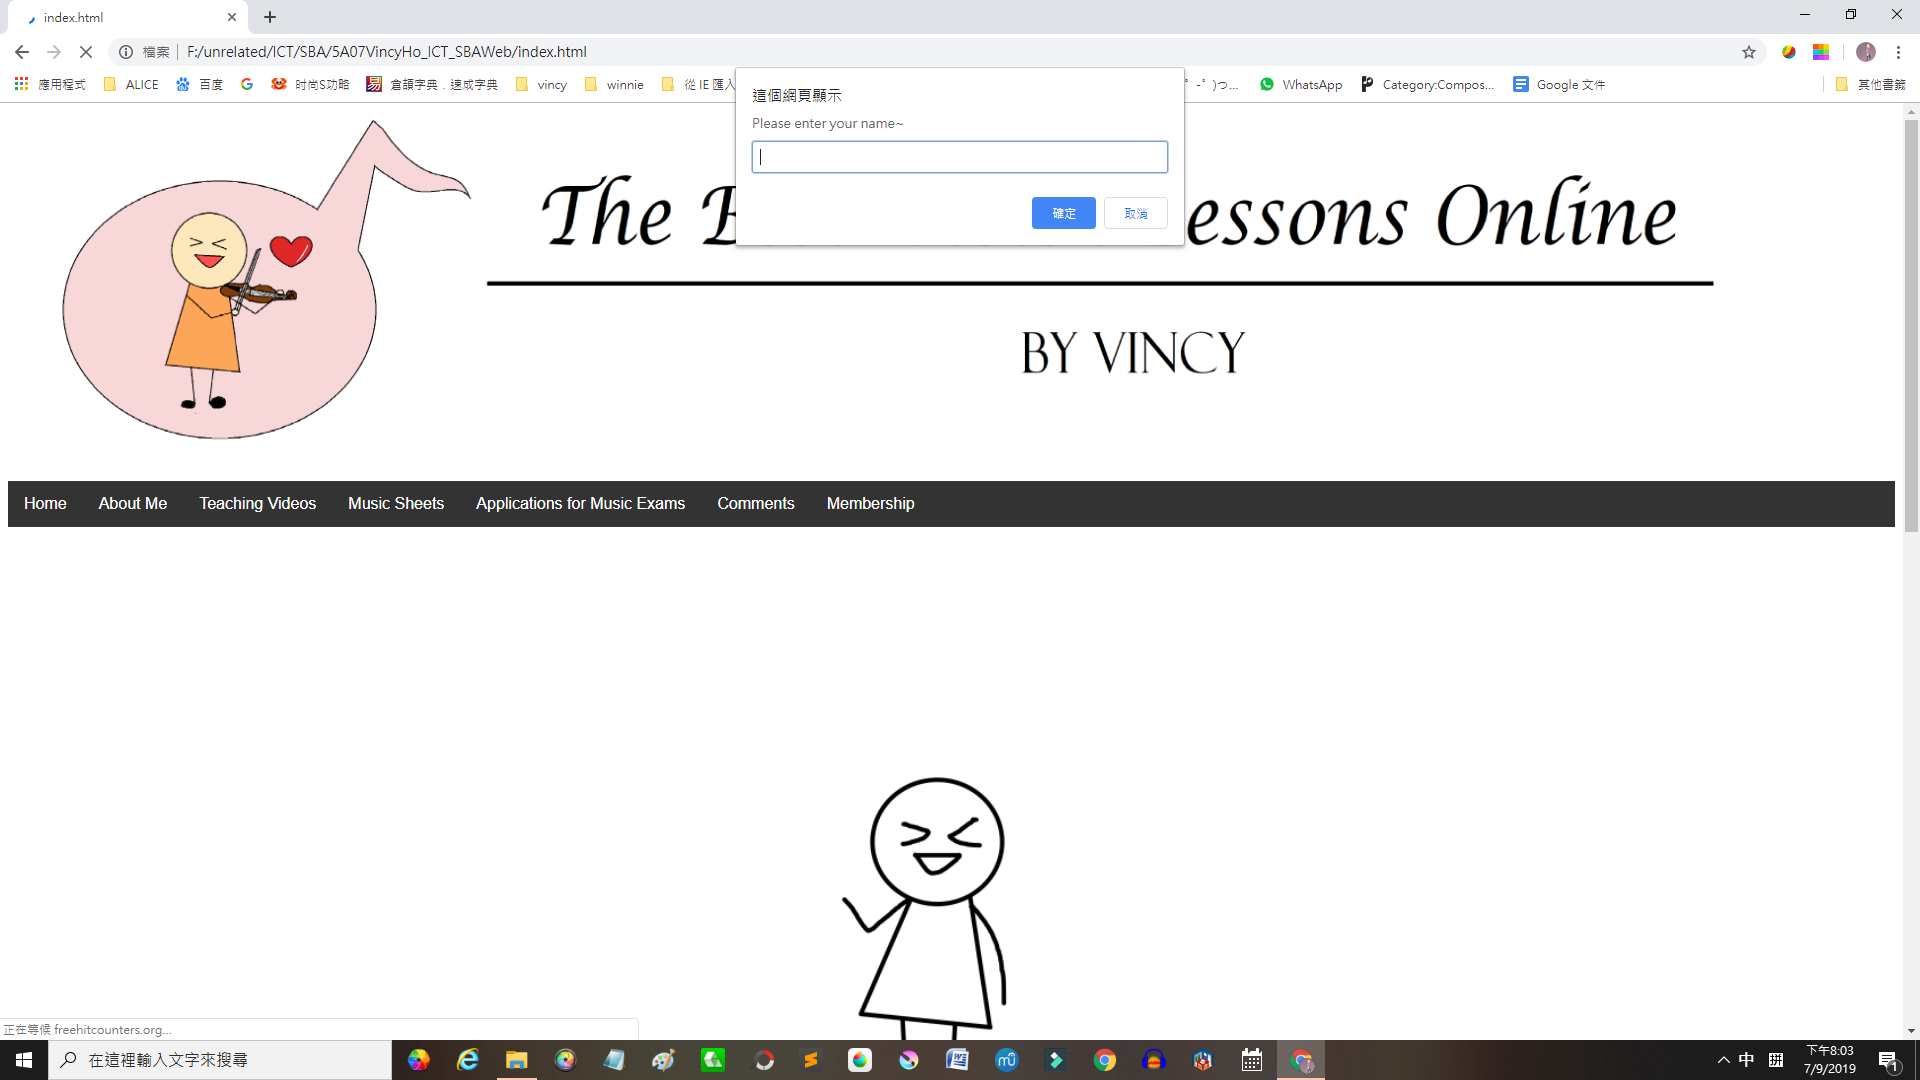 index.html
檔案 F:/unrelated/ICT/SBA/5A07VincyHo_ICT_SBAWeb/index.html
應用程式 ALICE 百度 时尚S功略 倉頡字典．速成字典 vincy winnie 從 IE 匯入 WhatsApp Category:Compos... Google 文件 其他書籤
這個網頁顯示
Please enter your name~
確定 取消
The essons Online
BY VINCY
Home About Me Teaching Videos Music Sheets Applications for Music Exams Comments Membership
正在等候 freehitcounters.org...
在這裡輸入文字來搜尋
中 下午8:03
7/9/2019
1